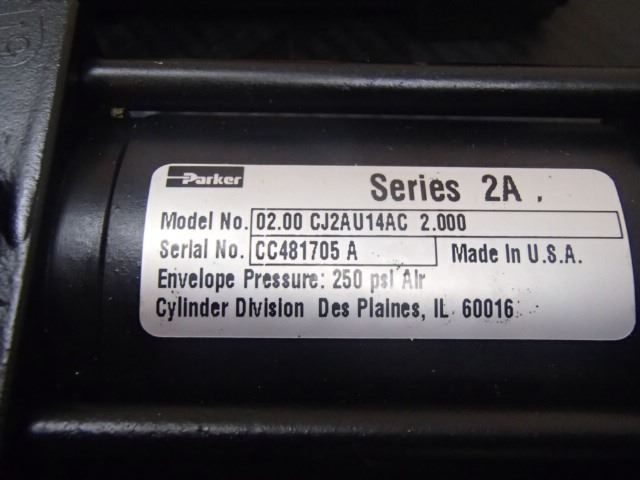 Parker
Series 2A
Model No. 02.00 CJ2AU14AC 2.000
Serial No. CC481705 A Made In U.S.A.
Envelope Pressure: 250 psi Air
Cylinder Division Des Plaines, IL 60016